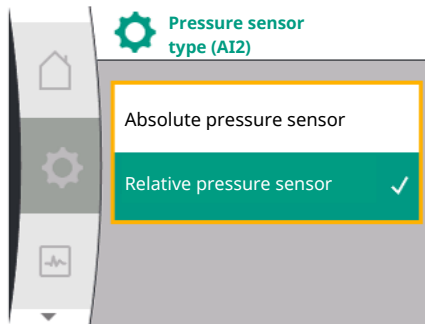 Pressure sensor
type (AI2)
Absolute pressure sensor
Relative pressure sensor